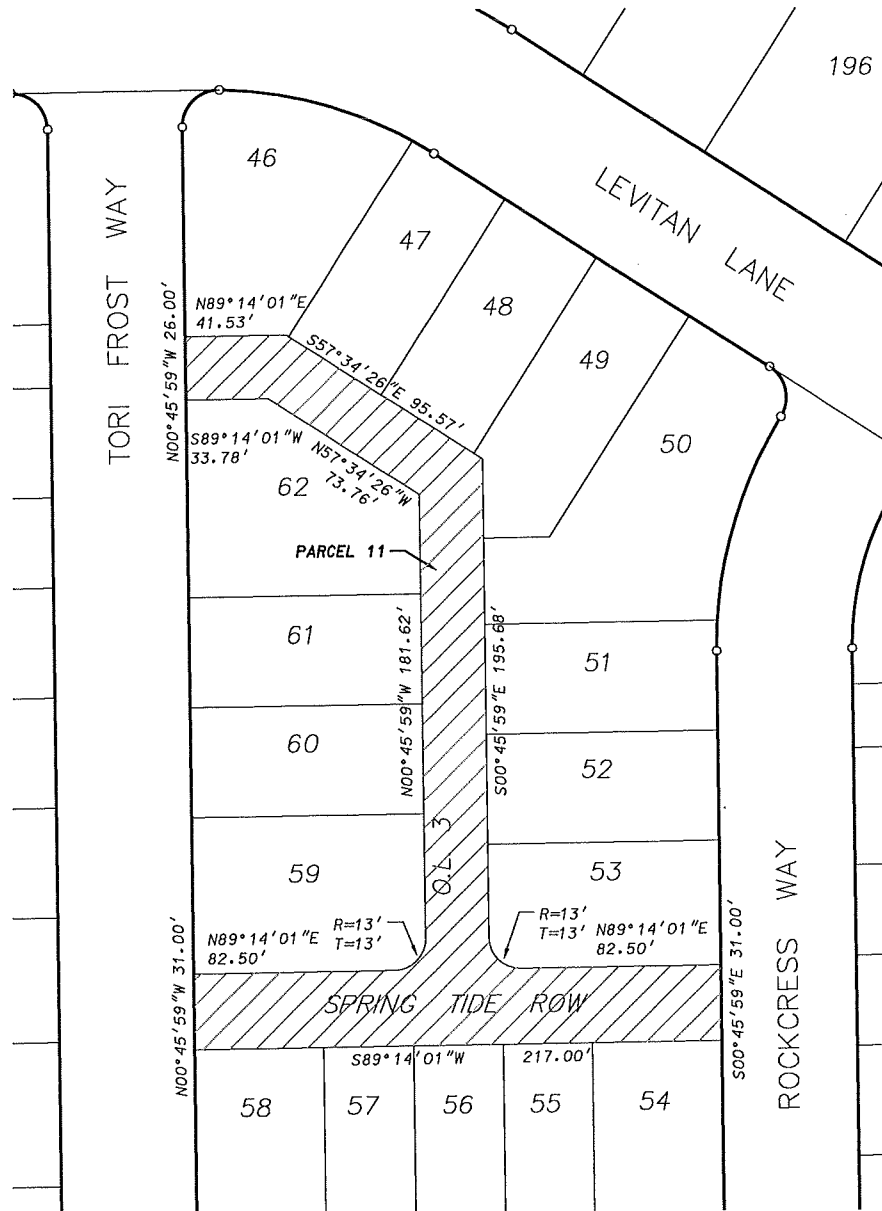 196
LEVITAN LANE
46
TORI FROST WAY
47
48
49
50
N89°14'01"E
41.53'
N00°45'59"W 26.00'
S57°34'26"E 95.57'
S89°14'01"W
33.78'
N57°34'26"W
73.76'
62
PARCEL 11
61
N00°45'59"W 181.62'
S00°45'59"E 195.68'
51
60
52
59
O.L. 3
53
ROCKCRESS WAY
N89°14'01"E
82.50'
R=13'
T=13'
R=13'
T=13'
N89°14'01"E
82.50'
N00°45'59"W 31.00'
SPRING TIDE ROW
S00°45'59"E 31.00'
S89°14'01"W 217.00'
58
57
56
55
54